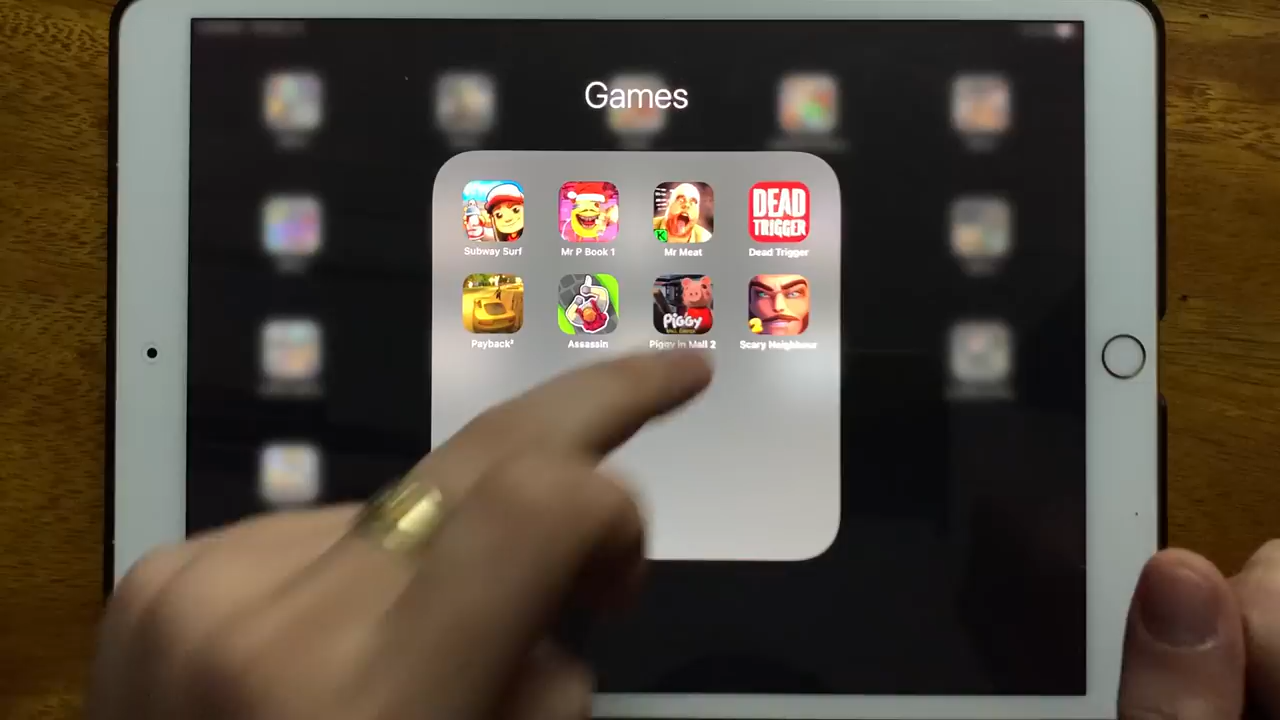 Games
Subway Surf
Mr P Book 1
Mr Meat
DEAD
TRIGGER
Dead Trigger
PiGGY
Payback²
Assassin
Piggy in Mall 2
2
Scary Neighbour